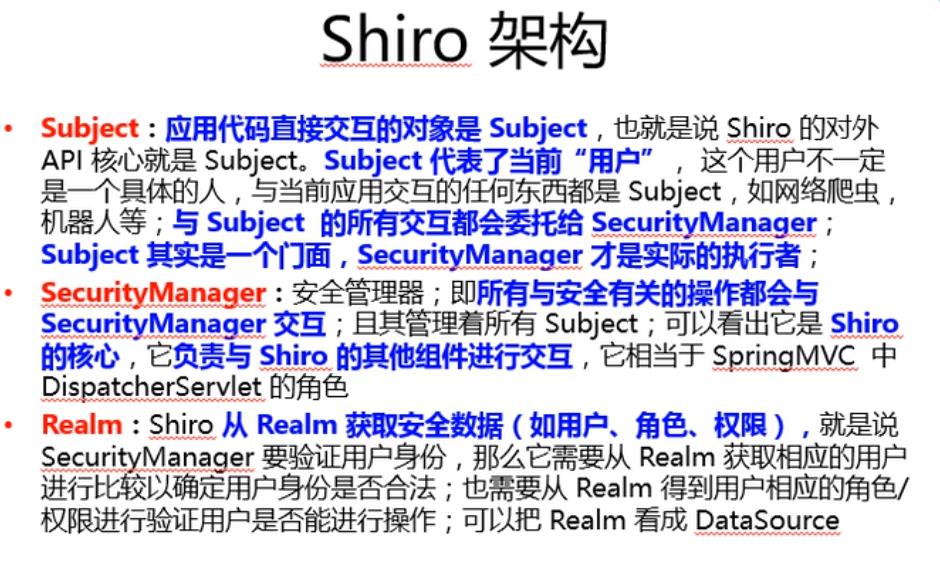 Shiro 架构
• Subject：应用代码直接交互的对象是 Subject，也就是说 Shiro 的对外
API 核心就是 Subject。Subject 代表了当前“用户”， 这个用户不一定
是一个具体的人，与当前应用交互的任何东西都是 Subject，如网络爬虫，
机器人等；与 Subject 的所有交互都会委托给 SecurityManager；
Subject 其实是一个门面，SecurityManager 才是实际的执行者；
• SecurityManager：安全管理器；即所有与安全有关的操作都会与
SecurityManager 交互；且其管理着所有 Subject；可以看出它是 Shiro
的核心，它负责与 Shiro 的其他组件进行交互，它相当于 SpringMVC 中
DispatcherServlet 的角色
• Realm：Shiro 从 Realm 获取安全数据（如用户、角色、权限），就是说
SecurityManager 要验证用户身份，那么它需要从 Realm 获取相应的用户
进行比较以确定用户身份是否合法；也需要从 Realm 得到用户相应的角色/
权限进行验证用户是否能进行操作；可以把 Realm 看成 DataSource